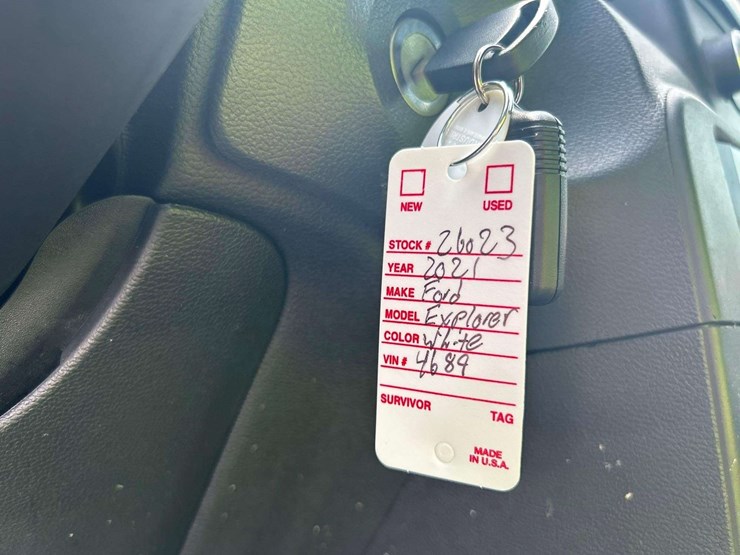 NEW USED
STOCK # 26023
YEAR 2021
MAKE Ford
MODEL Explorer
COLOR White
VIN # 4689
SURVIVOR TAG
MADE
IN U.S.A.